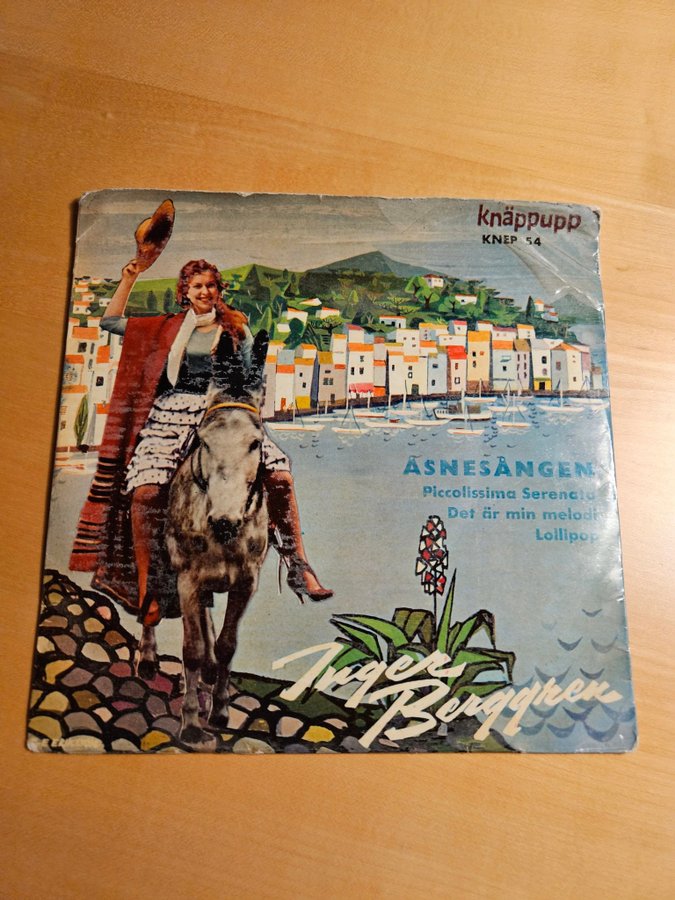 knäppupp
KNEP 54
ÅSNESÅNGEN
Piccolissima Serenata
Det är min melodi
Lollipop
Inger
Berggren